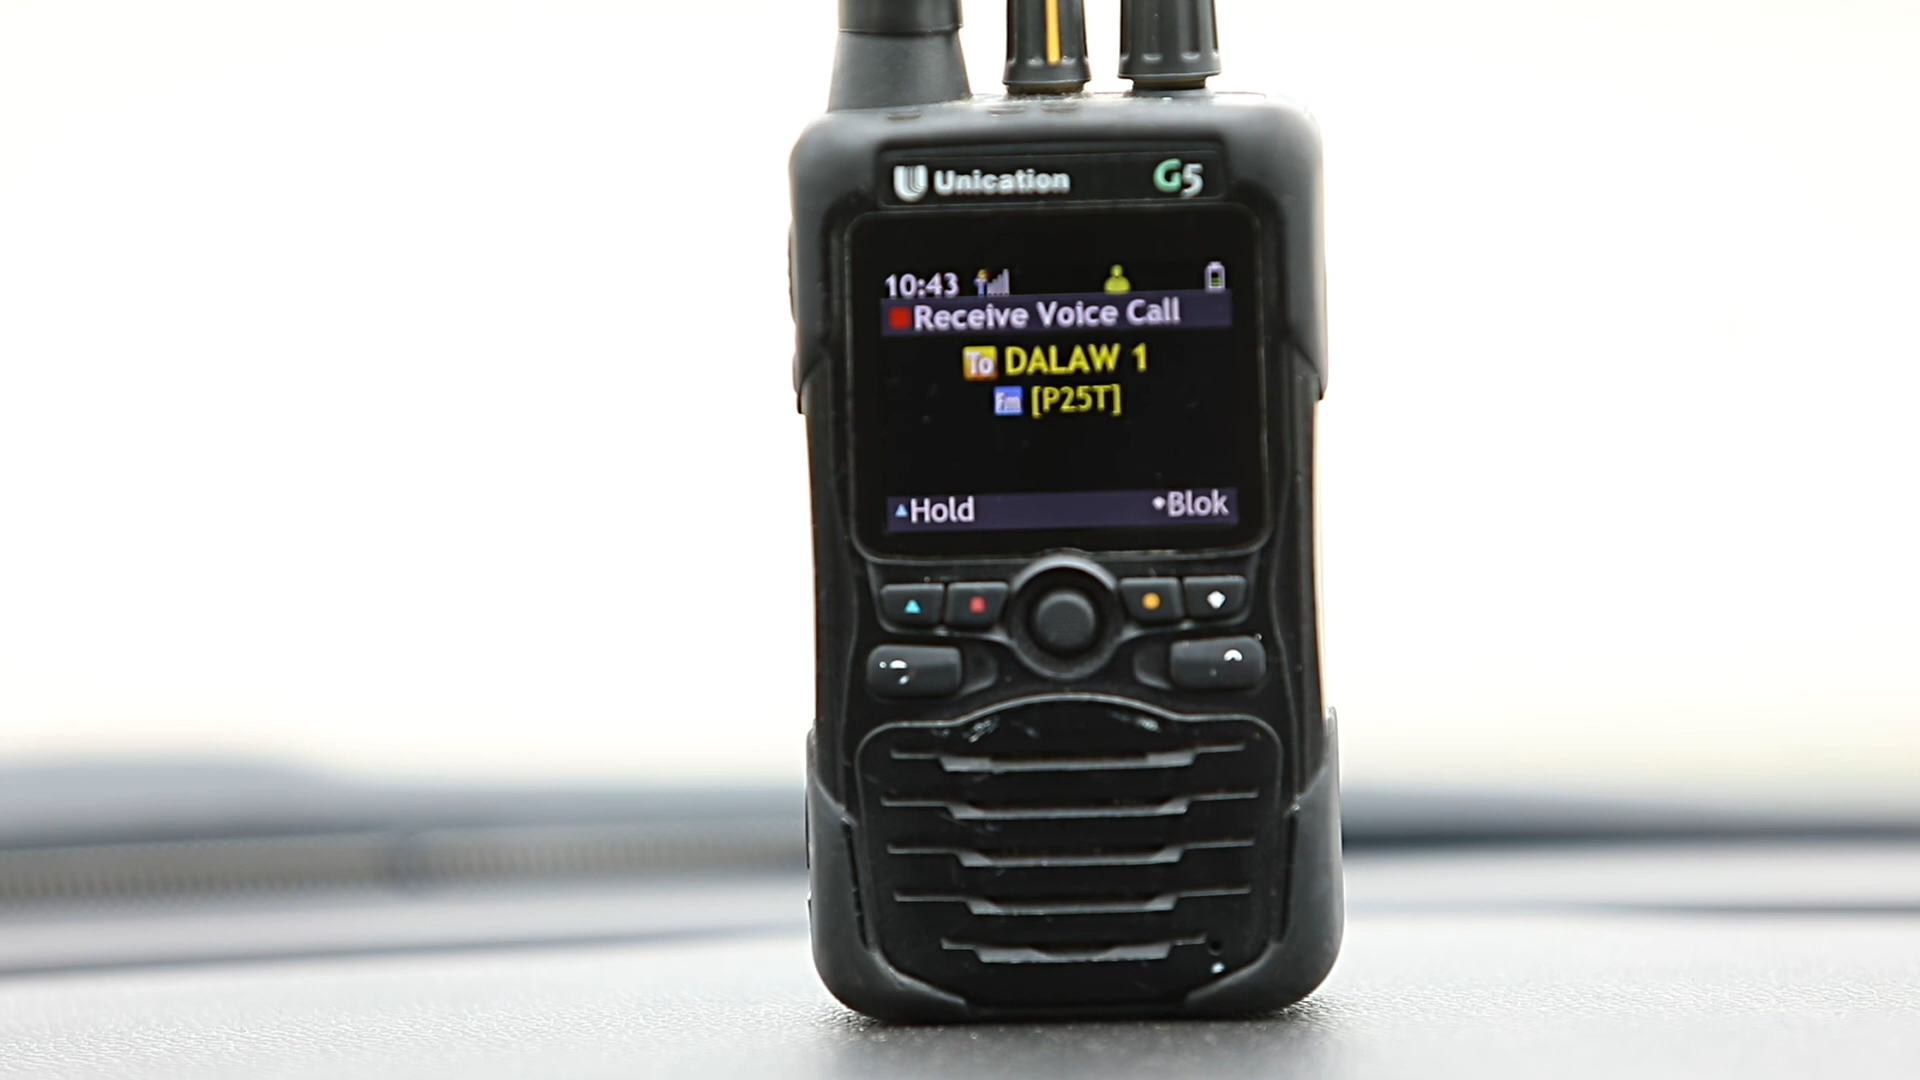 Unication G5
10:43
Receive Voice Call
To DALAW 1
Fm [P25T]
Hold Blok